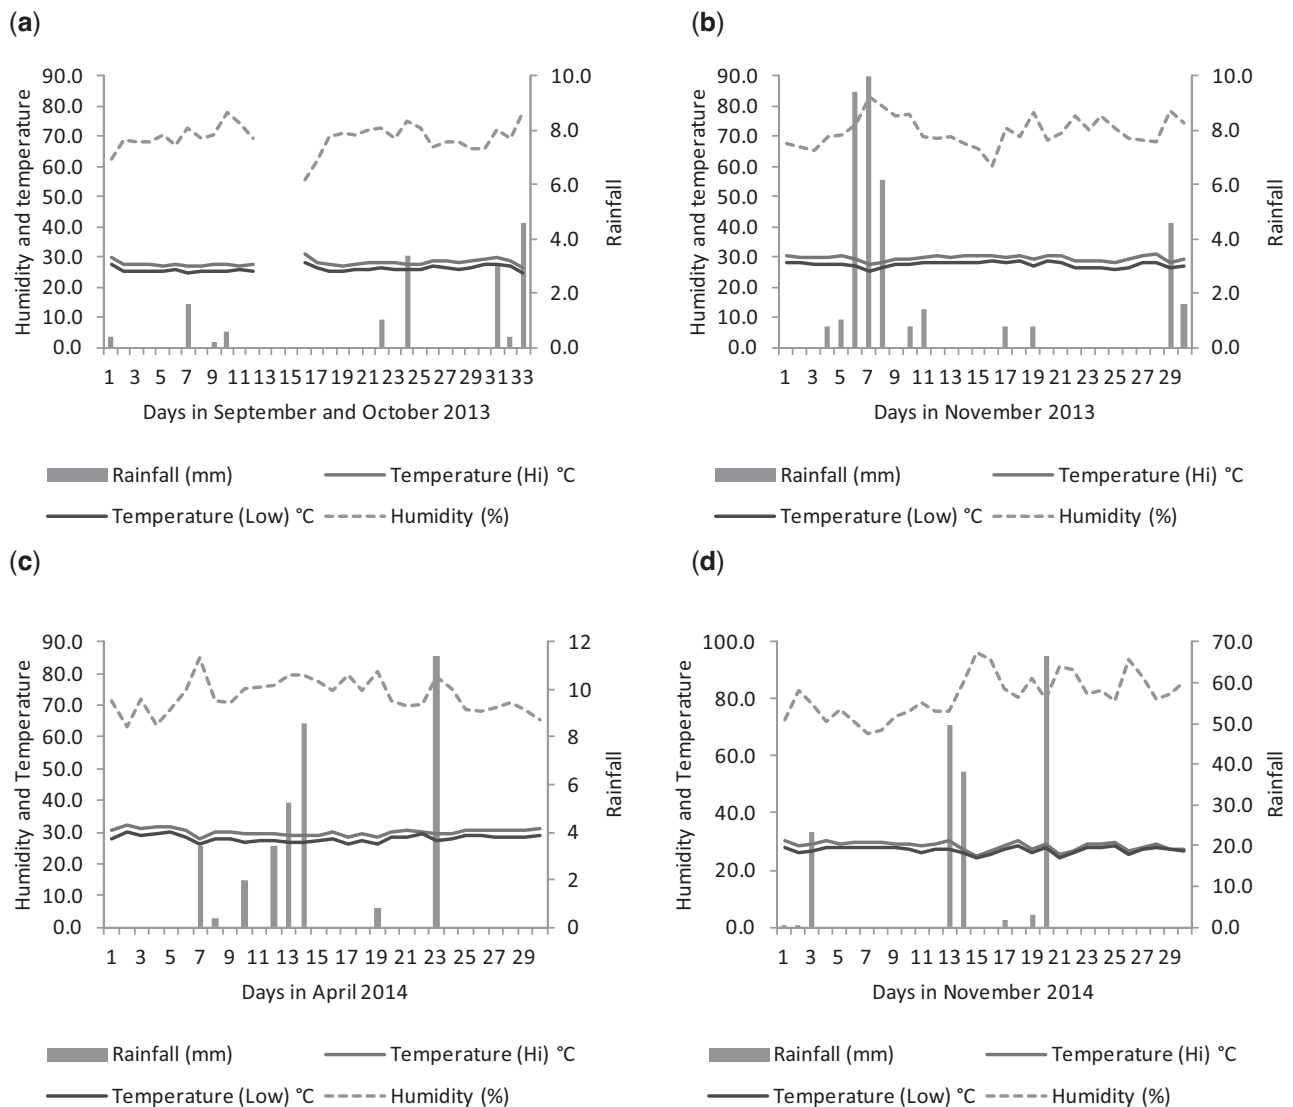 (a)
90.0
80.0
70.0
60.0
50.0
40.0
30.0
20.0
10.0
0.0
Humidity and temperature
10.0
8.0
6.0
4.0
2.0
0.0
Rainfall
1 3 5 7 9 11 13 15 17 19 21 23 25 27 29 31 33
Days in September and October 2013
Rainfall (mm) Temperature (Hi) °C
Temperature (Low) °C Humidity (%)
(b)
90.0
80.0
70.0
60.0
50.0
40.0
30.0
20.0
10.0
0.0
Humidity and temperature
10.0
8.0
6.0
4.0
2.0
0.0
Rainfall
1 3 5 7 9 11 13 15 17 19 21 23 25 27 29
Days in November 2013
Rainfall (mm) Temperature (Hi) °C
Temperature (Low) °C Humidity (%)
(c)
90.0
80.0
70.0
60.0
50.0
40.0
30.0
20.0
10.0
0.0
Humidity and Temperature
12
10
8
6
4
2
0
Rainfall
1 3 5 7 9 11 13 15 17 19 21 23 25 27 29
Days in April 2014
Rainfall (mm) Temperature (Hi) °C
Temperature (Low) °C Humidity (%)
(d)
100.0
80.0
60.0
40.0
20.0
0.0
Humidity and Temperature
70.0
60.0
50.0
40.0
30.0
20.0
10.0
0.0
Rainfall
1 3 5 7 9 11 13 15 17 19 21 23 25 27 29
Days in November 2014
Rainfall (mm) Temperature (Hi) °C
Temperature (Low) °C Humidity (%)